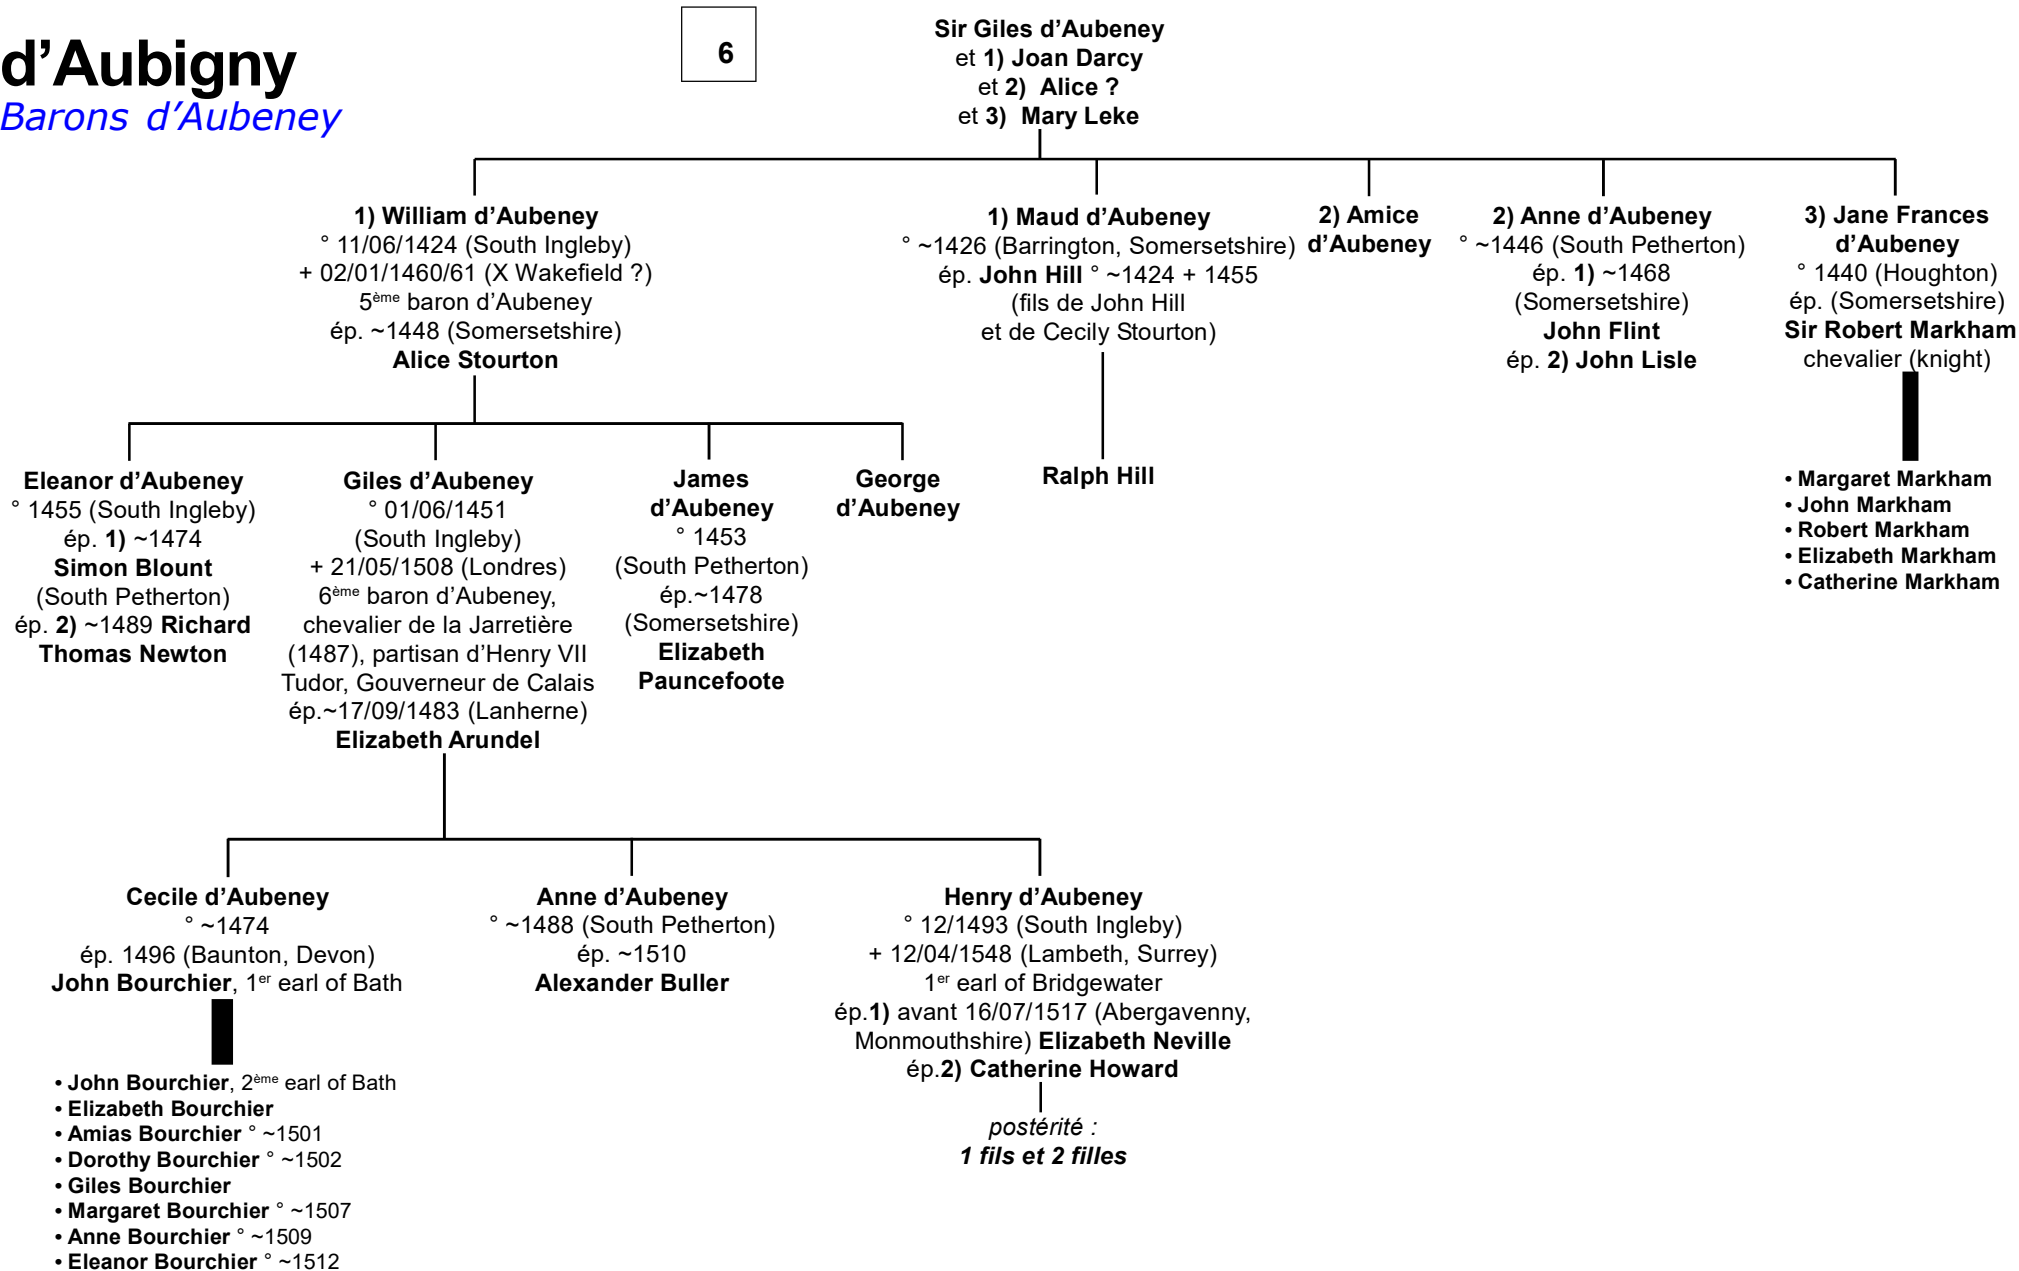 d’Aubigny
Barons d’Aubeney
6
Sir Giles d’Aubeney
et 1) Joan Darcy
et 2) Alice ?
et 3) Mary Leke
1) William d’Aubeney
° 11/06/1424 (South Ingleby)
+ 02/01/1460/61 (X Wakefield ?)
5ème baron d’Aubeney
ép. ~1448 (Somersetshire)
Alice Stourton
1) Maud d’Aubeney
° ~1426 (Barrington, Somersetshire)
ép. John Hill ° ~1424 + 1455
(fils de John Hill
et de Cecily Stourton)
2) Amice
d’Aubeney
2) Anne d’Aubeney
° ~1446 (South Petherton)
ép. 1) ~1468
(Somersetshire)
John Flint
ép. 2) John Lisle
3) Jane Frances
d’Aubeney
° 1440 (Houghton)
ép. (Somersetshire)
Sir Robert Markham
chevalier (knight)
Eleanor d’Aubeney
° 1455 (South Ingleby)
ép. 1) ~1474
Simon Blount
(South Petherton)
ép. 2) ~1489 Richard
Thomas Newton
Giles d’Aubeney
° 01/06/1451
(South Ingleby)
+ 21/05/1508 (Londres)
6ème baron d’Aubeney,
chevalier de la Jarretière
(1487), partisan d’Henry VII
Tudor, Gouverneur de Calais
ép.~17/09/1483 (Lanherne)
Elizabeth Arundel
James
d’Aubeney
° 1453
(South Petherton)
ép.~1478
(Somersetshire)
Elizabeth
Pauncefoote
George
d’Aubeney
Ralph Hill
• Margaret Markham
• John Markham
• Robert Markham
• Elizabeth Markham
• Catherine Markham
Cecile d’Aubeney
° ~1474
ép. 1496 (Baunton, Devon)
John Bourchier, 1er earl of Bath
Anne d’Aubeney
° ~1488 (South Petherton)
ép. ~1510
Alexander Buller
Henry d’Aubeney
° 12/1493 (South Ingleby)
+ 12/04/1548 (Lambeth, Surrey)
1er earl of Bridgewater
ép.1) avant 16/07/1517 (Abergavenny,
Monmouthshire) Elizabeth Neville
ép.2) Catherine Howard
postérité :
1 fils et 2 filles
• John Bourchier, 2ème earl of Bath
• Elizabeth Bourchier
• Amias Bourchier ° ~1501
• Dorothy Bourchier ° ~1502
• Giles Bourchier
• Margaret Bourchier ° ~1507
• Anne Bourchier ° ~1509
• Eleanor Bourchier ° ~1512